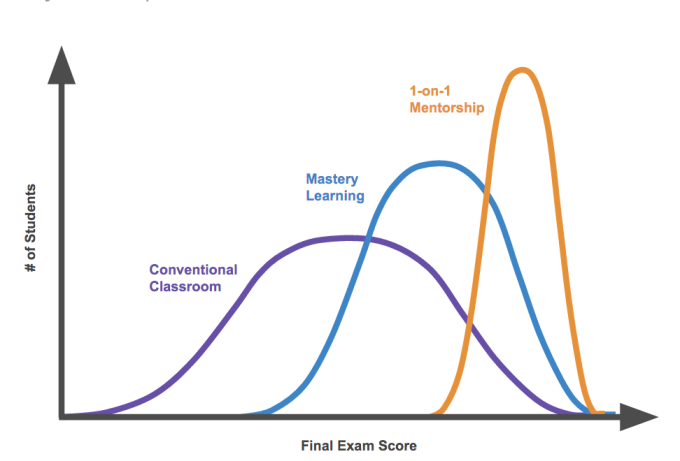 1-on-1
Mentorship
Mastery
Learning
Conventional
Classroom
# of Students
Final Exam Score